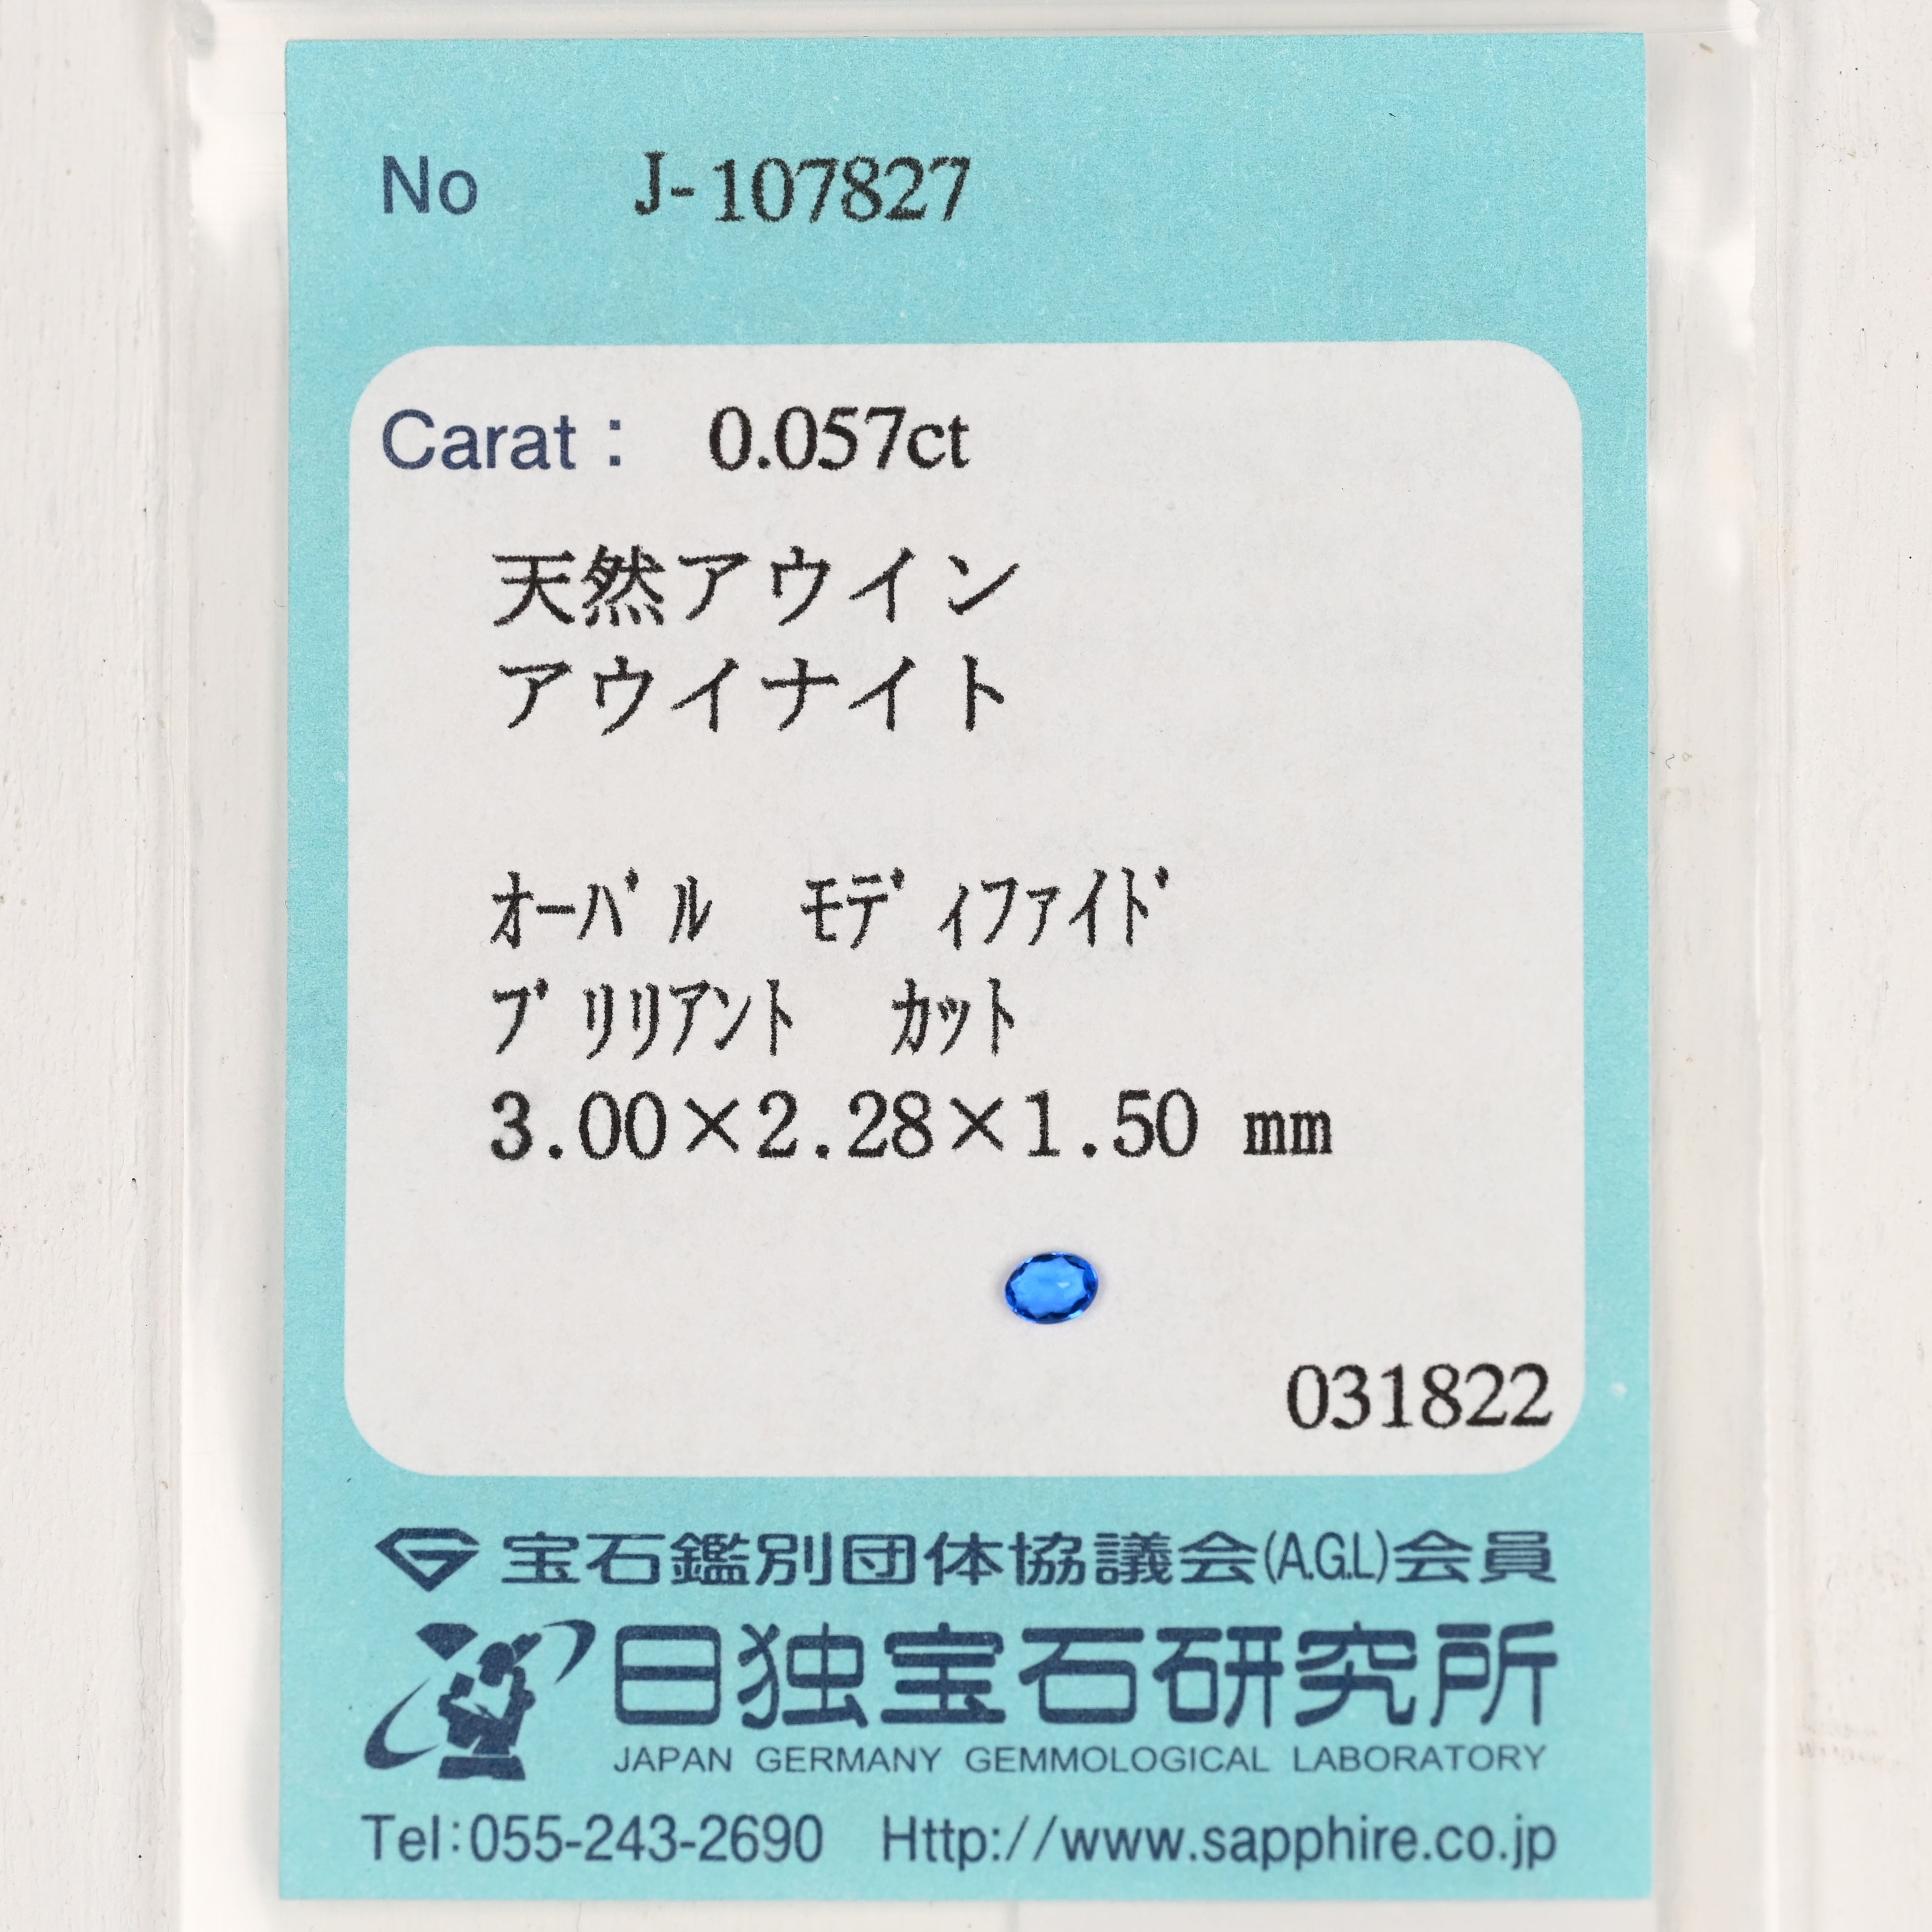 No J-107827
Carat : 0.057ct
天然アウイン
アウイナイト
ｵｰﾊﾞﾙ ﾓﾃﾞｨﾌｧｲﾄﾞ
ﾌﾞﾘﾘｱﾝﾄ ｶｯﾄ
3.00×2.28×1.50 mm
031822
宝石鑑別団体協議会(A.G.L)会員
日独宝石研究所
JAPAN GERMANY GEMMOLOGICAL LABORATORY
Tel:055-243-2690 Http://www.sapphire.co.jp